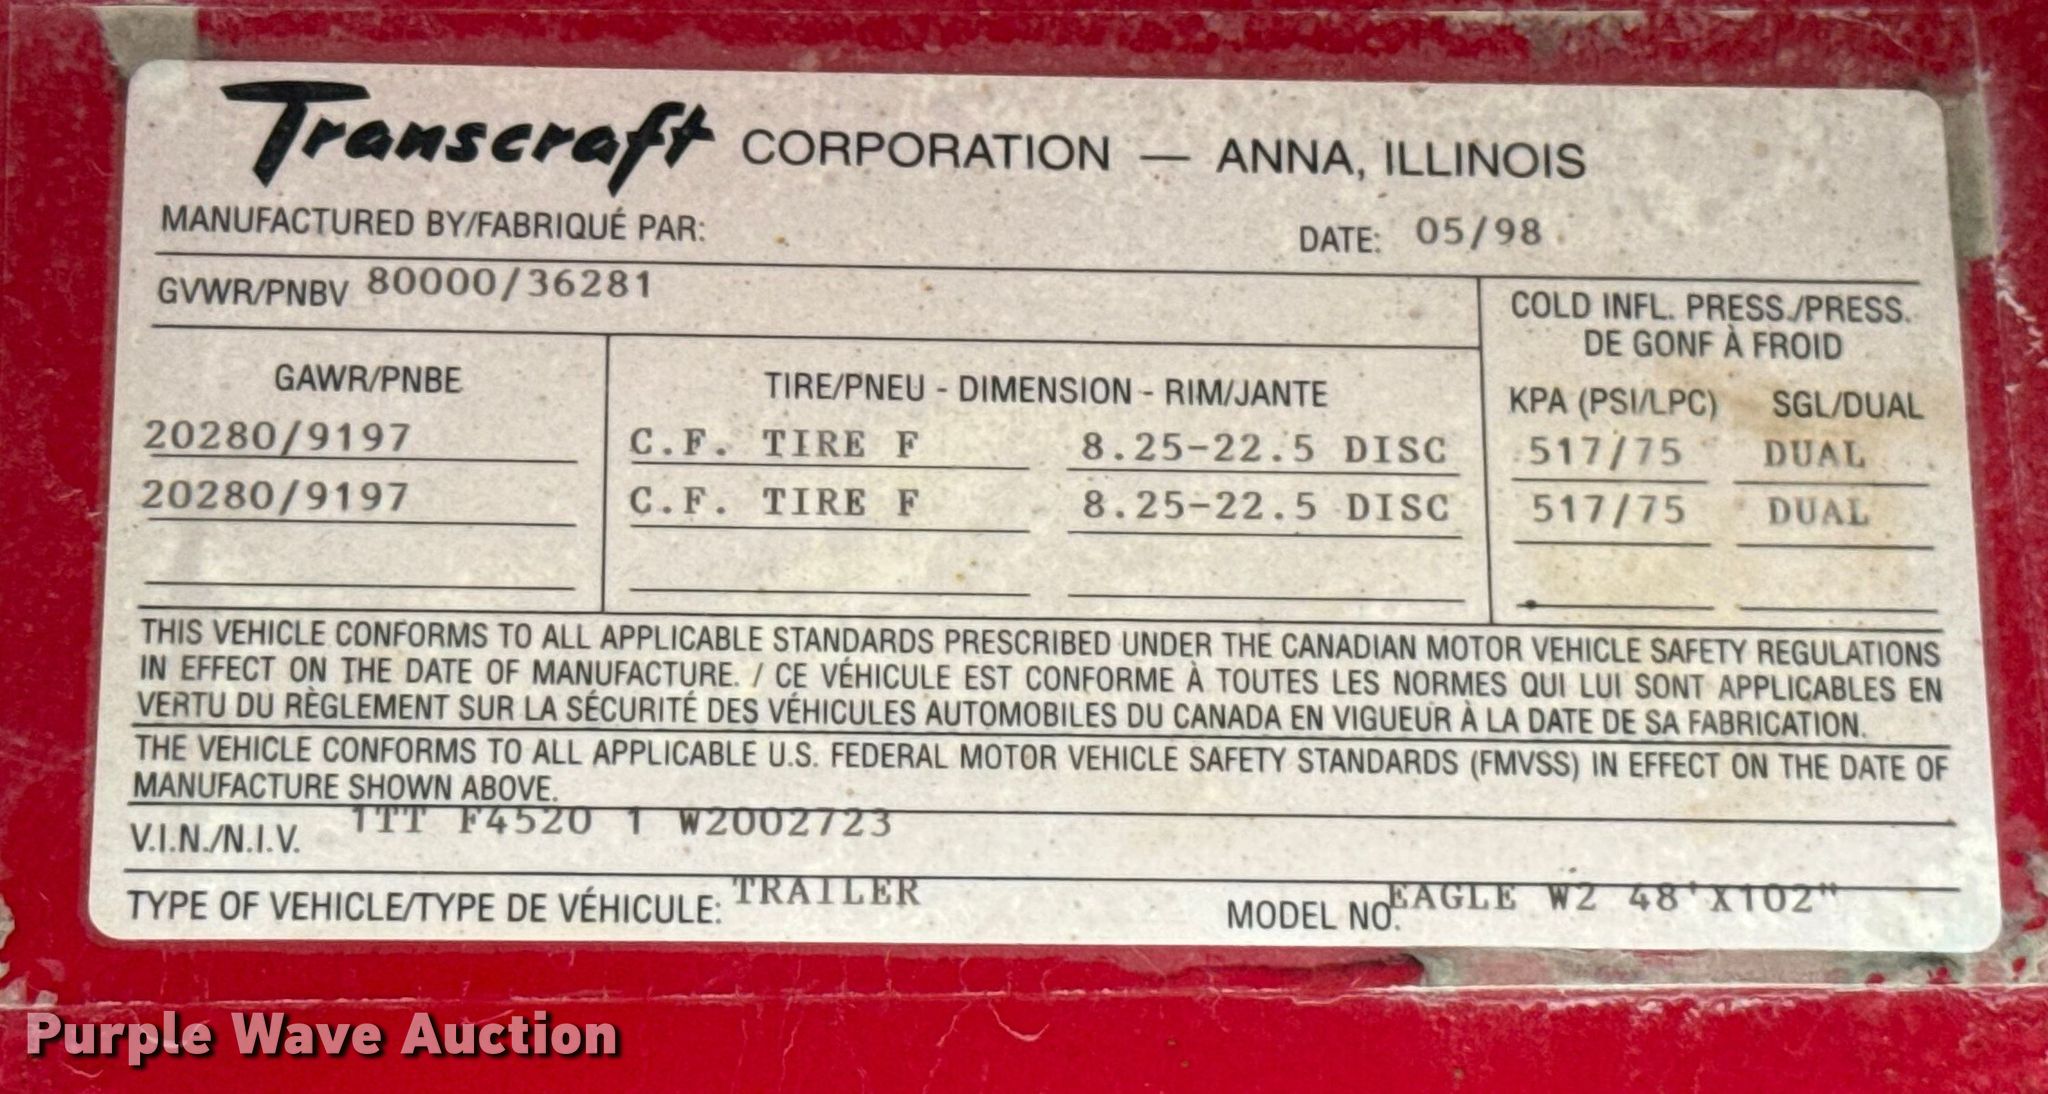 Transcraft CORPORATION — ANNA, ILLINOIS
MANUFACTURED BY/FABRIQUÉ PAR: DATE: 05/98
GVWR/PNBV 80000/36281
COLD INFL. PRESS./PRESS.
DE GONF À FROID
GAWR/PNBE TIRE/PNEU - DIMENSION - RIM/JANTE KPA (PSI/LPC) SGL/DUAL
20280/9197 C.F. TIRE F 8.25-22.5 DISC 517/75 DUAL
20280/9197 C.F. TIRE F 8.25-22.5 DISC 517/75 DUAL
THIS VEHICLE CONFORMS TO ALL APPLICABLE STANDARDS PRESCRIBED UNDER THE CANADIAN MOTOR VEHICLE SAFETY REGULATIONS
IN EFFECT ON THE DATE OF MANUFACTURE. / CE VÉHICULE EST CONFORME À TOUTES LES NORMES QUI LUI SONT APPLICABLES EN
VERTU DU RÈGLEMENT SUR LA SÉCURITÉ DES VÉHICULES AUTOMOBILES DU CANADA EN VIGUEUR À LA DATE DE SA FABRICATION.
THE VEHICLE CONFORMS TO ALL APPLICABLE U.S. FEDERAL MOTOR VEHICLE SAFETY STANDARDS (FMVSS) IN EFFECT ON THE DATE OF
MANUFACTURE SHOWN ABOVE.
V.I.N./N.I.V. 1TT F4520 1 W2002723
TYPE OF VEHICLE/TYPE DE VÉHICULE: TRAILER MODEL NO. EAGLE W2 48'X102"
Purple Wave Auction